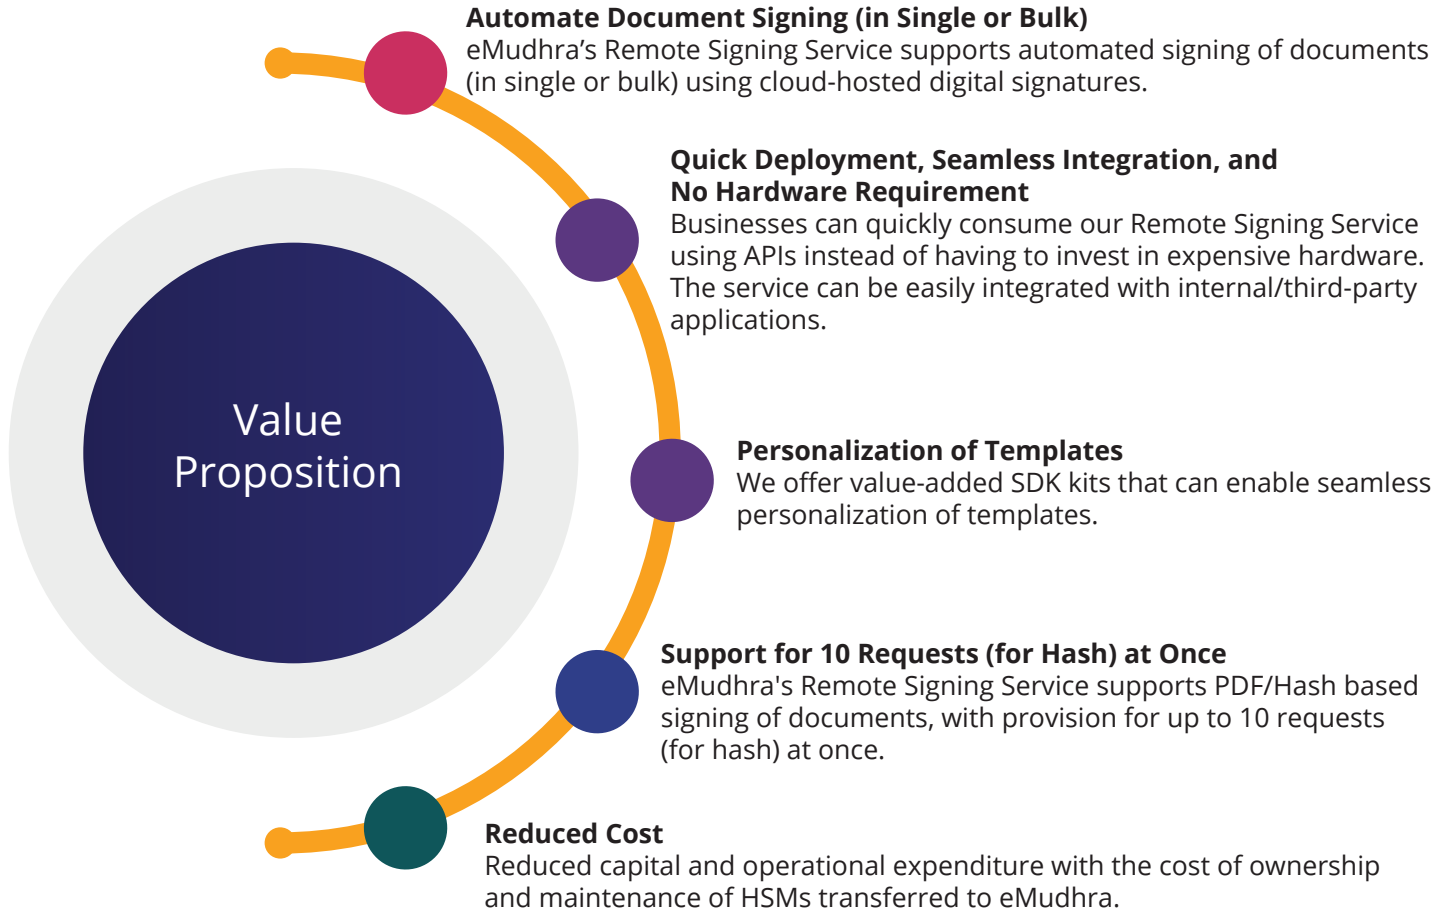 Automate Document Signing (in Single or Bulk)
eMudhra’s Remote Signing Service supports automated signing of documents
(in single or bulk) using cloud-hosted digital signatures.
Quick Deployment, Seamless Integration, and
No Hardware Requirement
Businesses can quickly consume our Remote Signing Service
using APIs instead of having to invest in expensive hardware.
The service can be easily integrated with internal/third-party
applications.
Value
Proposition
Personalization of Templates
We offer value-added SDK kits that can enable seamless
personalization of templates.
Support for 10 Requests (for Hash) at Once
eMudhra's Remote Signing Service supports PDF/Hash based
signing of documents, with provision for up to 10 requests
(for hash) at once.
Reduced Cost
Reduced capital and operational expenditure with the cost of ownership
and maintenance of HSMs transferred to eMudhra.